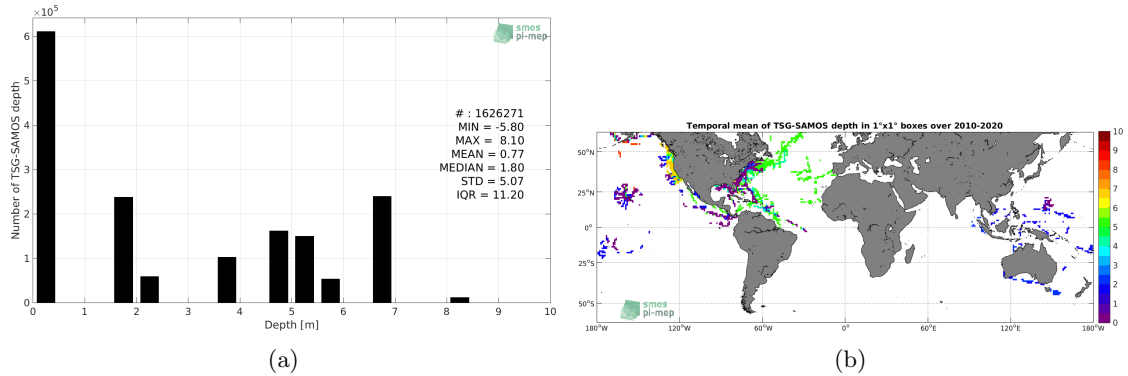 ×10⁵
6
5
4
3
2
1
0
Number of TSG-SAMOS depth
smos
pi-mep
# : 1626271
MIN = -5.80
MAX = 8.10
MEAN = 0.77
MEDIAN = 1.80
STD = 5.07
IQR = 11.20
0 1 2 3 4 5 6 7 8 9 10
Depth [m]
(a)
Temporal mean of TSG-SAMOS depth in 1°x1° boxes over 2010-2020
50°N
25°N
0°
25°S
50°S
smos
pi-mep
180°W 120°W 60°W 0° 60°E 120°E 180°E
10
9
8
7
6
5
4
3
2
1
0
(b)